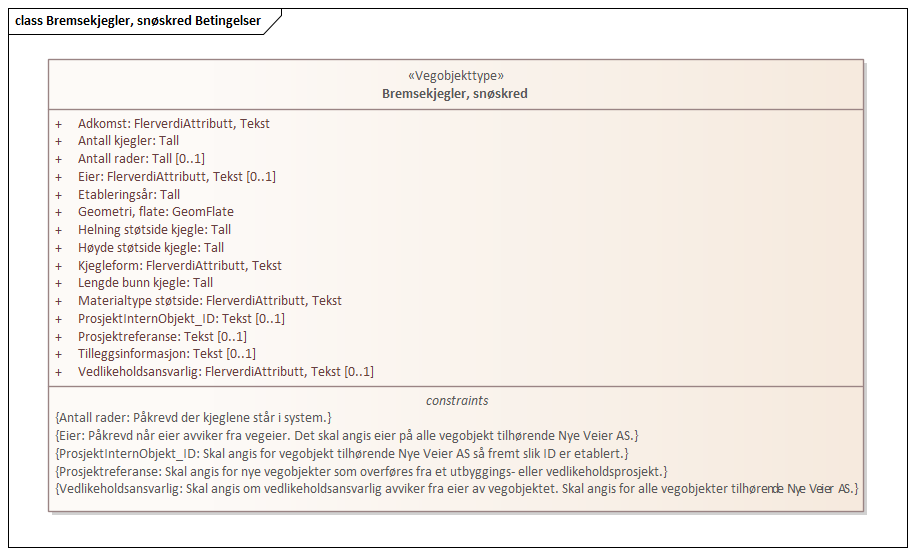 class Bremsekjegler, snøskred Betingelser
«Vegobjekttype»
Bremsekjegler, snøskred
+ Adkomst: FlerverdiAttributt, Tekst
+ Antall kjegler: Tall
+ Antall rader: Tall [0..1]
+ Eier: FlerverdiAttributt, Tekst [0..1]
+ Etableringsår: Tall
+ Geometri, flate: GeomFlate
+ Helning støtside kjegle: Tall
+ Høyde støtside kjegle: Tall
+ Kjegleform: FlerverdiAttributt, Tekst
+ Lengde bunn kjegle: Tall
+ Materialtype støtside: FlerverdiAttributt, Tekst
+ ProsjektInternObjekt_ID: Tekst [0..1]
+ Prosjektreferanse: Tekst [0..1]
+ Tilleggsinformasjon: Tekst [0..1]
+ Vedlikeholdsansvarlig: FlerverdiAttributt, Tekst [0..1]
constraints
{Antall rader: Påkrevd der kjeglene står i system.}
{Eier: Påkrevd når eier avviker fra vegeier. Det skal angis eier på alle vegobjekt tilhørende Nye Veier AS.}
{ProsjektInternObjekt_ID: Skal angis for vegobjekt tilhørende Nye Veier AS så fremt slik ID er etablert.}
{Prosjektreferanse: Skal angis for nye vegobjekter som overføres fra et utbyggings- eller vedlikeholdsprosjekt.}
{Vedlikeholdsansvarlig: Skal angis om vedlikeholdsansvarlig avviker fra eier av vegobjektet. Skal angis for alle vegobjekter tilhørende Nye Veier AS.}